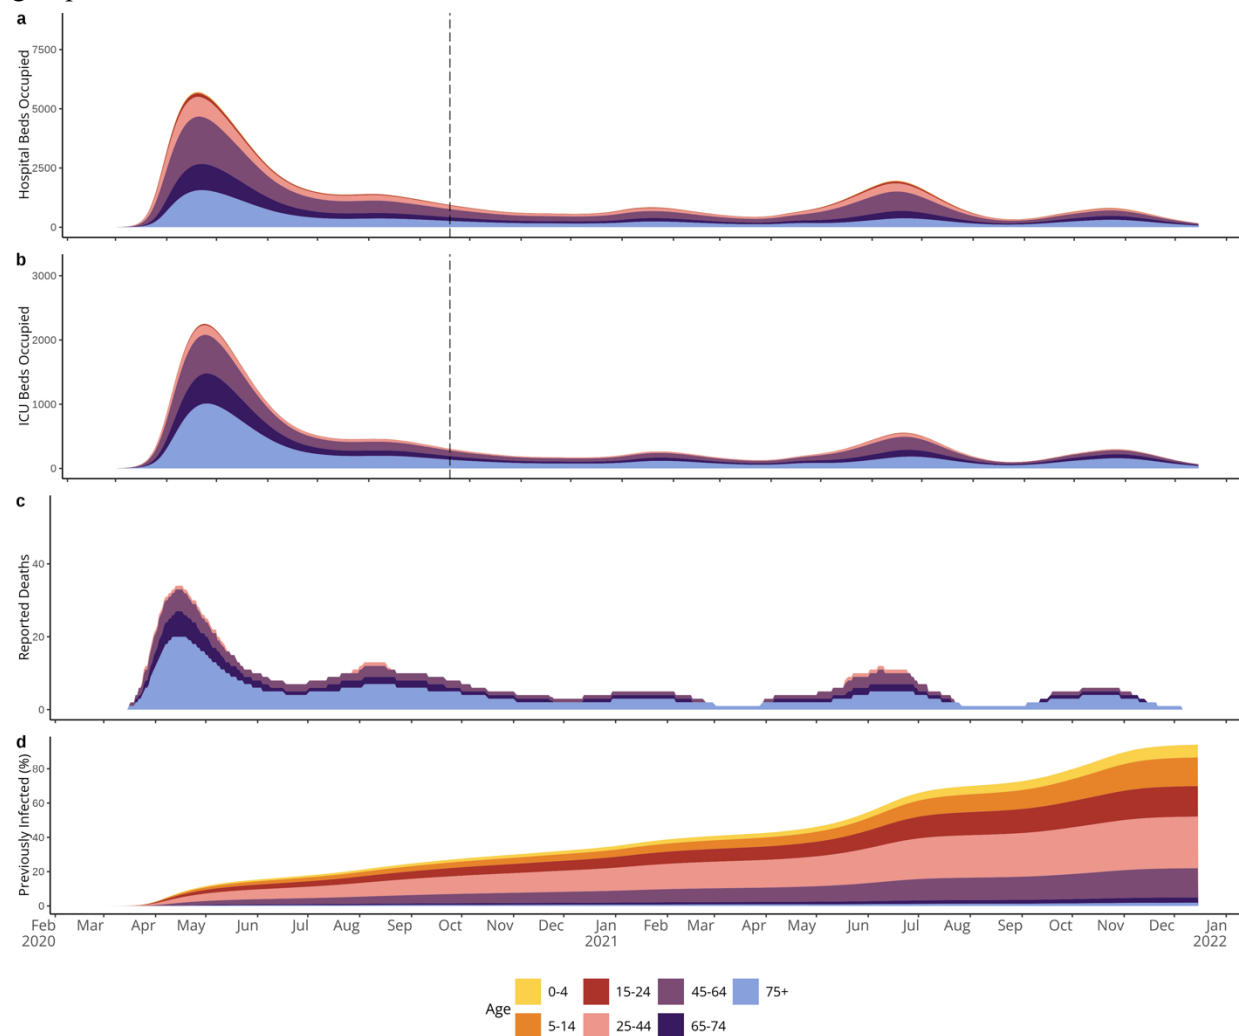 a
Hospital Beds Occupied
7500
5000
2500
0
b
ICU Beds Occupied
3000
2000
1000
0
c
Reported Deaths
40
20
0
d
Previously Infected (%)
80
60
40
20
0
Feb Mar Apr May Jun Jul Aug Sep Oct Nov Dec Jan Feb Mar Apr May Jun Jul Aug Sep Oct Nov Dec Jan
2020 2021 2022
Age
0-4 15-24 45-64 75+
5-14 25-44 65-74